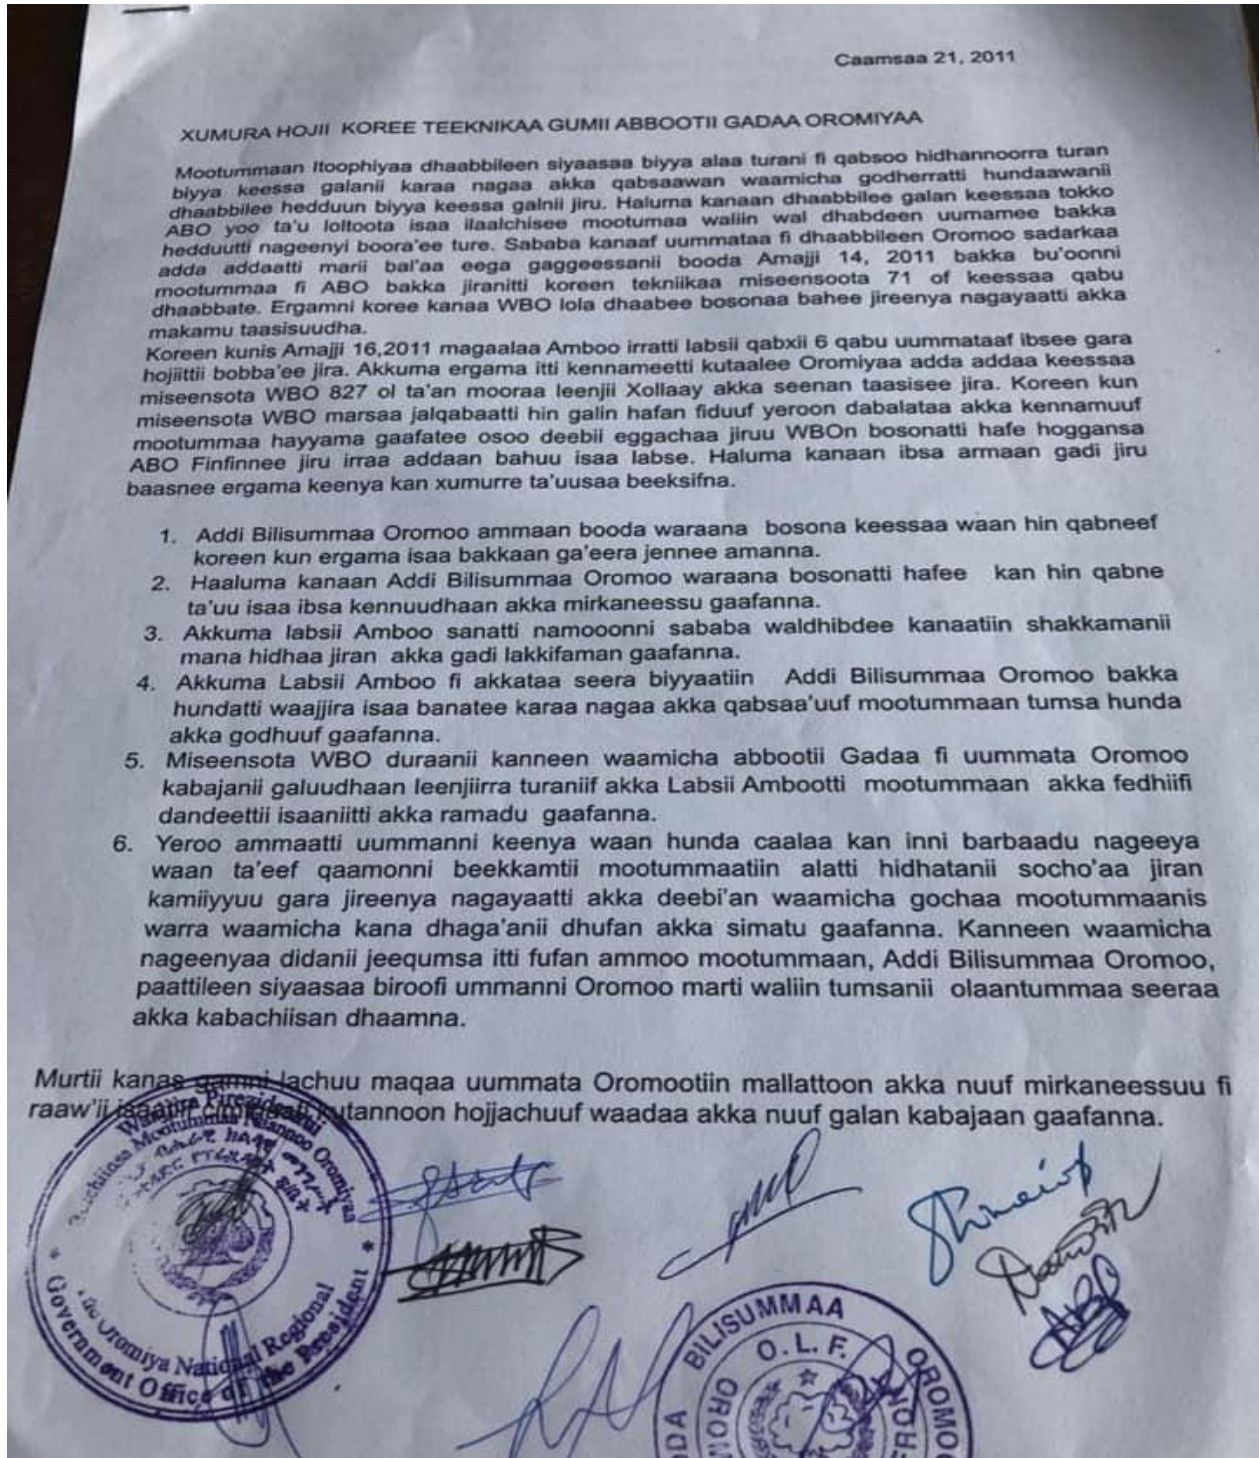 Caamsaa 21, 2011
XUMURA HOJII KOREE TEEKNIKAA GUMII ABBOOTII GADAA OROMIYAA
Mootummaan Itoophiyaa dhaabbileen siyaasaa biyya alaa turani fi qabsoo hidhannoorra turan
biyya keessa galanii karaa nagaa akka qabsaawan waamicha godherratti hundaawanii
dhaabbilee hedduun biyya keessa galnii jiru. Haluma kanaan dhaabbilee galan keessaa tokko
ABO yoo ta'u loltoota isaa ilaalchisee mootumaa waliin wal dhabdeen uumamee bakka
hedduutti nageenyi boora'ee ture. Sababa kanaaf uummataa fi dhaabbileen Oromoo sadarkaa
adda addaatti marii bal'aa eega gaggeessanii booda Amajji 14, 2011 bakka bu'oonni
mootummaa fi ABO bakka jiranitti koreen tekniikaa miseensoota 71 of keessaa qabu
dhaabbate. Ergamni koree kanaa WBO lola dhaabee bosonaa bahee jireenya nagayaatti akka
makamu taasisuudha.
Koreen kunis Amajji 16,2011 magaalaa Amboo irratti labsii qabxii 6 qabu uummataaf ibsee gara
hojiittii bobba'ee jira. Akkuma ergama itti kennameetti kutaalee Oromiyaa adda addaa keessaa
miseensota WBO 827 ol ta'an mooraa leenjii Xollaay akka seenan taasisee jira. Koreen kun
miseensota WBO marsaa jalqabaatti hin galin hafan fiduuf yeroon dabalataa akka kennamuuf
mootummaa hayyama gaafatee osoo deebii eggachaa jiruu WBOn bosonatti hafe hoggansa
ABO Finfinnee jiru irraa addaan bahuu isaa labse. Haluma kanaan ibsa armaan gadi jiru
baasnee ergama keenya kan xumurre ta'uusaa beeksifna.
1. Addi Bilisummaa Oromoo ammaan booda waraana bosona keessaa waan hin qabneef
koreen kun ergama isaa bakkaan ga'eera jennee amanna.
2. Haaluma kanaan Addi Bilisummaa Oromoo waraana bosonatti hafee kan hin qabne
ta'uu isaa ibsa kennuudhaan akka mirkaneessu gaafanna.
3. Akkuma labsii Amboo sanatti namooonni sababa waldhibdee kanaatiin shakkamanii
mana hidhaa jiran akka gadi lakkifaman gaafanna.
4. Akkuma Labsii Amboo fi akkataa seera biyyaatiin Addi Bilisummaa Oromoo bakka
hundatti waajjira isaa banatee karaa nagaa akka qabsaa'uuf mootummaan tumsa hunda
akka godhuuf gaafanna.
5. Miseensota WBO duraanii kanneen waamicha abbootii Gadaa fi uummata Oromoo
kabajanii galuudhaan leenjiirra turaniif akka Labsii Ambootti mootummaan akka fedhiifi
dandeettii isaaniitti akka ramadu gaafanna.
6. Yeroo ammaatti uummanni keenya waan hunda caalaa kan inni barbaadu nageeya
waan ta'eef qaamonni beekkamtii mootummaatiin alatti hidhatanii socho'aa jiran
kamiiyyuu gara jireenya nagayaatti akka deebi'an waamicha gochaa mootummaanis
warra waamicha kana dhaga'anii dhufan akka simatu gaafanna. Kanneen waamicha
nageenyaa didanii jeequmsa itti fufan ammoo mootummaan, Addi Bilisummaa Oromoo,
paattileen siyaasaa biroofi ummanni Oromoo marti waliin tumsanii olaantummaa seeraa
akka kabachiisan dhaamna.
Murtii kanas gamni lachuu maqaa uummata Oromootiin mallattoon akka nuuf mirkaneessuu fi
raaw'ii kutannoon hojjachuuf waadaa akka nuuf galan kabajaan gaafanna.
Waajjira Pirezidaantii
Mootummaa Naannoo Oromiyaa
Oromiya National Regional
Government Office of the President
BILISUMMAA OROMOO
O. L. F.